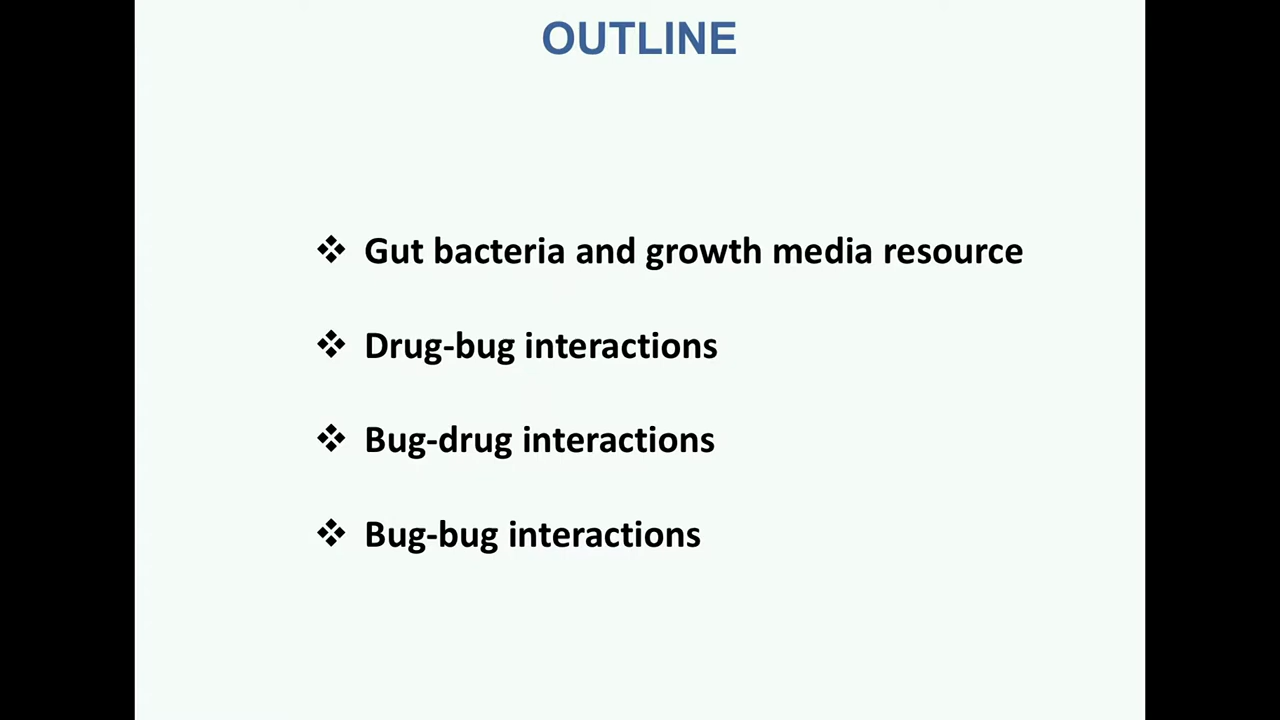 OUTLINE
❖ Gut bacteria and growth media resource
❖ Drug-bug interactions
❖ Bug-drug interactions
❖ Bug-bug interactions